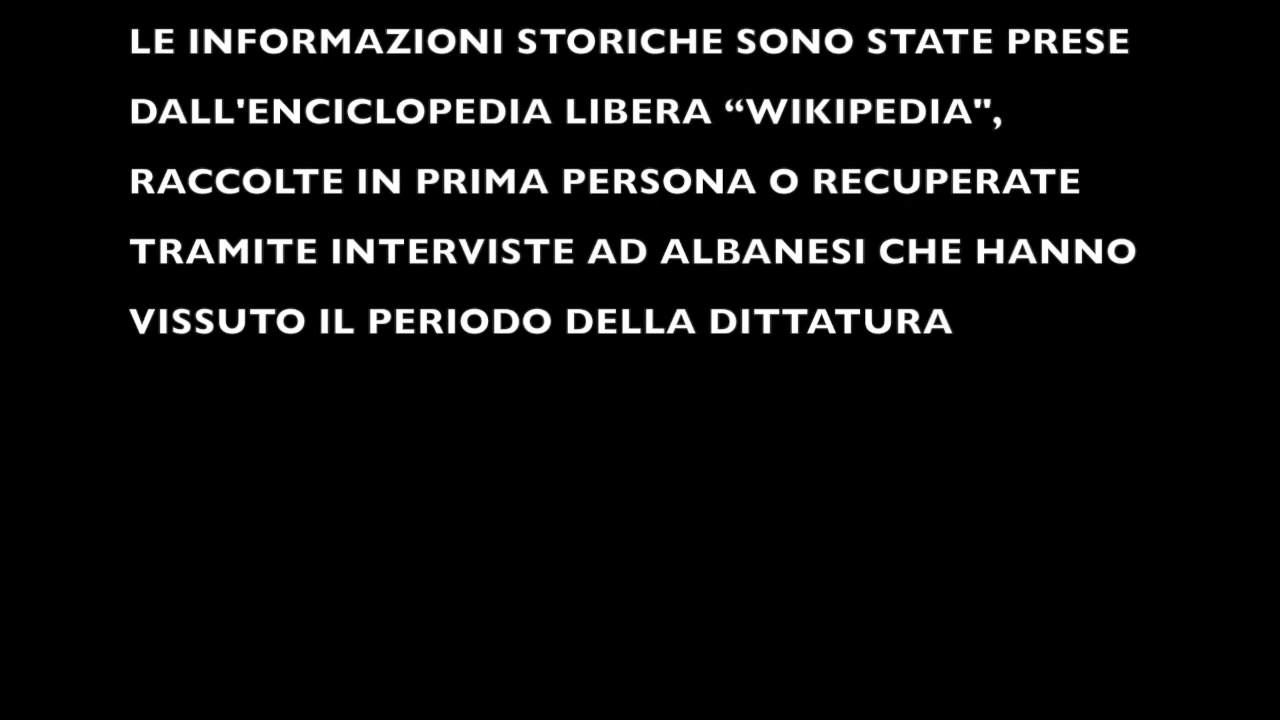 LE INFORMAZIONI STORICHE SONO STATE PRESE
DALL'ENCICLOPEDIA LIBERA “WIKIPEDIA",
RACCOLTE IN PRIMA PERSONA O RECUPERATE
TRAMITE INTERVISTE AD ALBANESI CHE HANNO
VISSUTO IL PERIODO DELLA DITTATURA